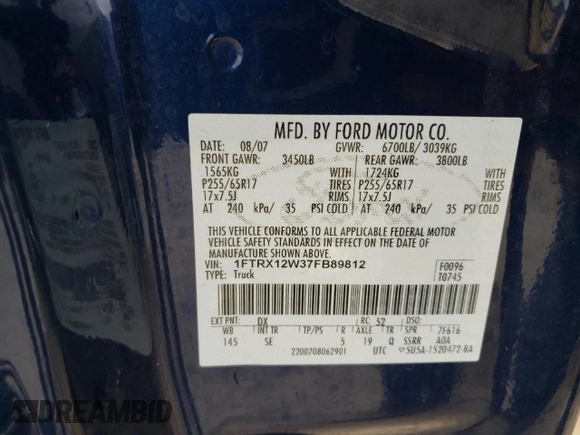 MFD. BY FORD MOTOR CO.
DATE: 08/07 GVWR: 6700LB/ 3039KG
FRONT GAWR: 3450LB REAR GAWR: 3800LB
1565KG WITH 1724KG WITH
P255/65R17 TIRES P255/65R17 TIRES
17x7.5J RIMS 17x7.5J RIMS
AT 240 kPa/ 35 PSI COLD AT 240 kPa/ 35 PSI COLD
THIS VEHICLE CONFORMS TO ALL APPLICABLE FEDERAL MOTOR
VEHICLE SAFETY STANDARDS IN EFFECT ON THE DATE OF
MANUFACTURE SHOWN ABOVE.
VIN: 1FTRX12W37FB89812 F0096
TYPE: Truck T0745
EXT PNT: DX RC: 52 DSO:
WB INT TR TP/PS R AXLE TR SPR 7E616
145 SE 5 19 Q SSRR A0A
2200708062901 UTC 5U5A-1520472-BA
DREAMBID